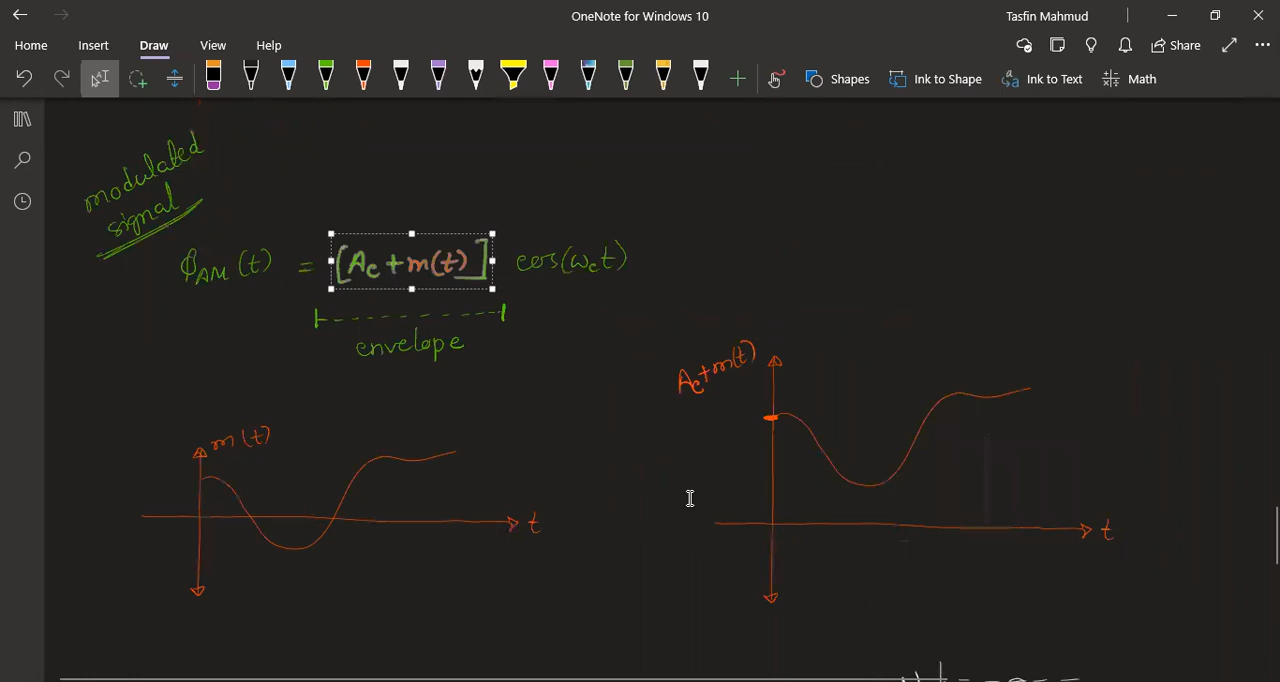 OneNote for Windows 10
Tasfin Mahmud
Home Insert Draw View Help
Share
Shapes Ink to Shape Ink to Text Math
modulated
signal
φAM (t) = [Ac + m(t)] cos(ωct)
envelope
Ac+m(t)
m(t)
t
t